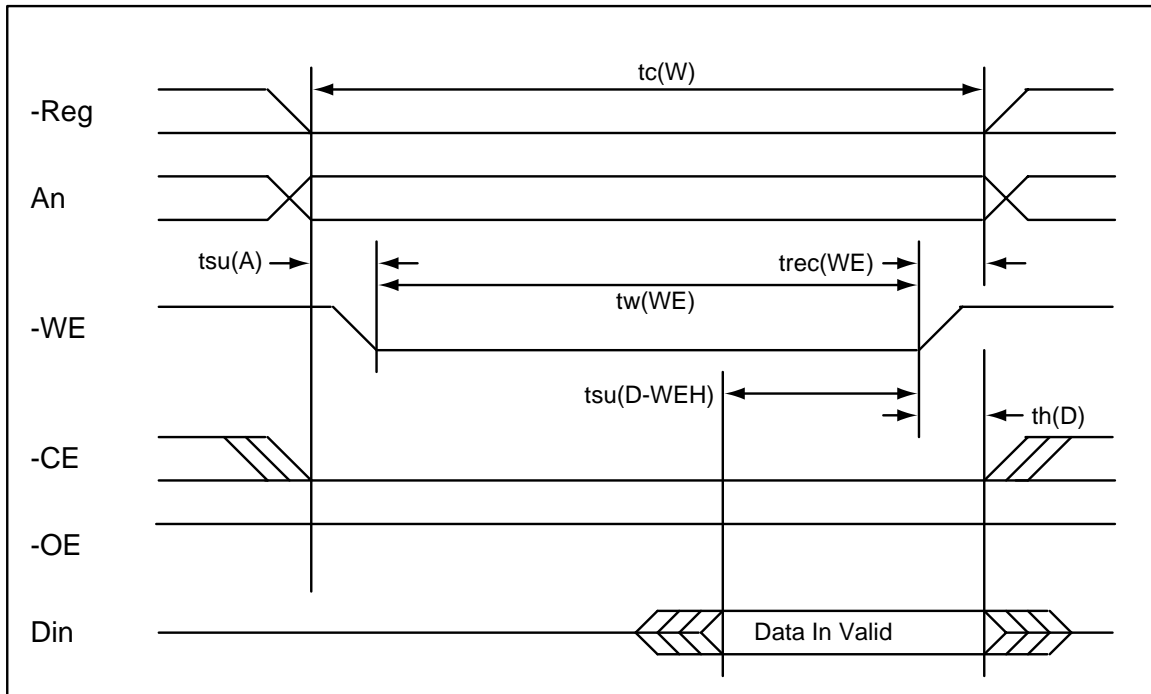 tc(W)
-Reg
An
tsu(A)
trec(WE)
tw(WE)
-WE
tsu(D-WEH)
th(D)
-CE
-OE
Din
Data In Valid